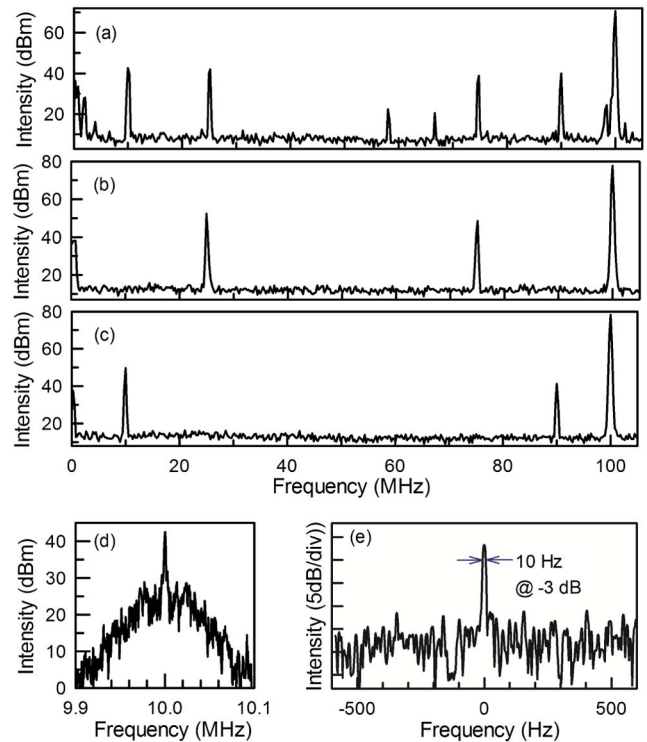 (a)
Intensity (dBm)
60
40
20
(b)
Intensity (dBm)
80
60
40
20
(c)
Intensity (dBm)
80
60
40
20
0 20 40 60 80 100
Frequency (MHz)
(d)
Intensity (dBm)
40
30
20
10
0
9.9 10.0 10.1
Frequency (MHz)
(e)
Intensity (5dB/div))
10 Hz
@ -3 dB
-500 0 500
Frequency (Hz)